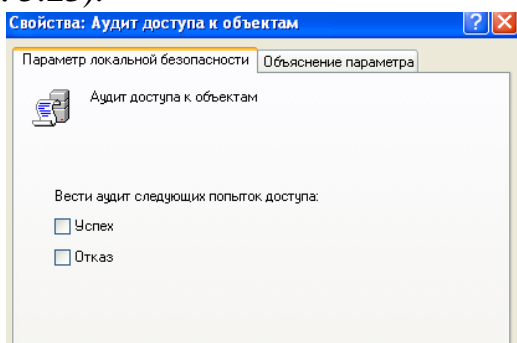 Свойства: Аудит доступа к объектам
Параметр локальной безопасности Объяснение параметра
Аудит доступа к объектам
Вести аудит следующих попыток доступа:
Успех
Отказ